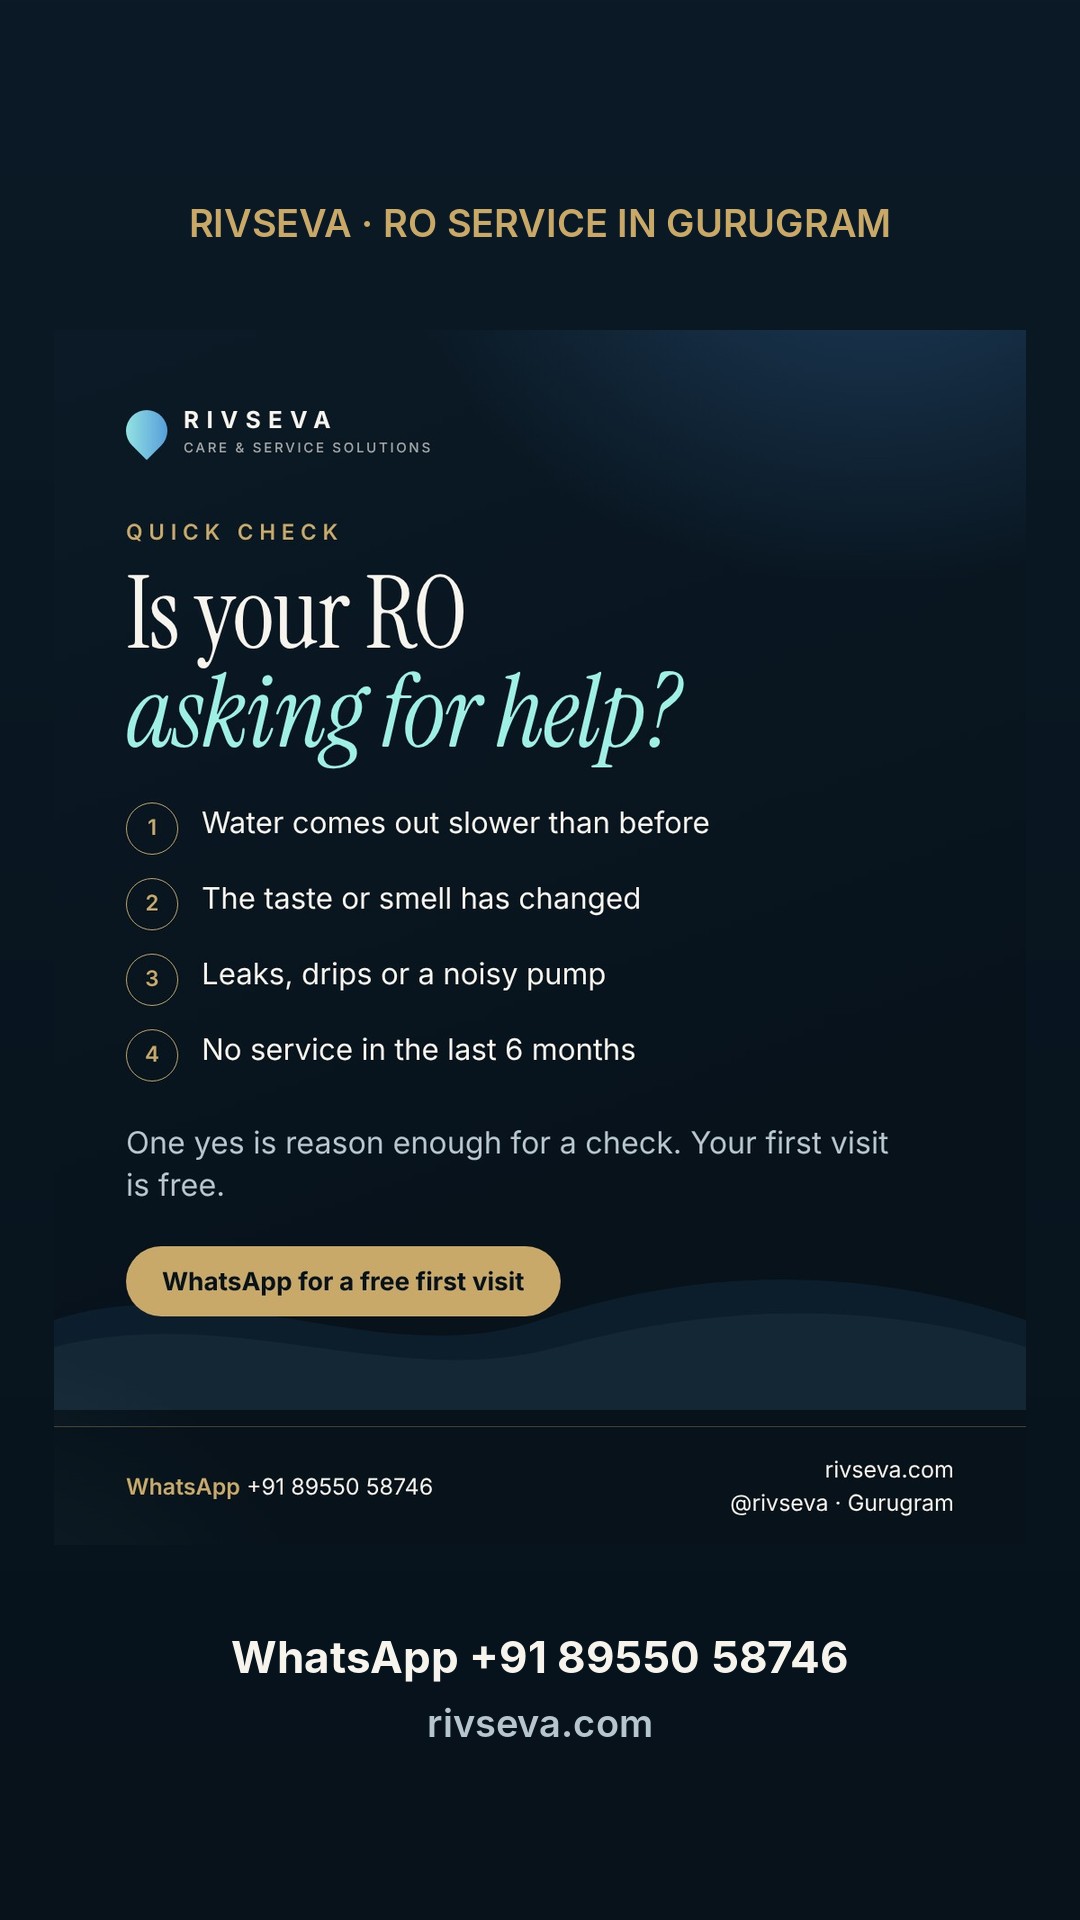 RIVSEVA · RO SERVICE IN GURUGRAM
RIVSEVA
CARE & SERVICE SOLUTIONS
QUICK CHECK
Is your RO
asking for help?
1 Water comes out slower than before
2 The taste or smell has changed
3 Leaks, drips or a noisy pump
4 No service in the last 6 months
One yes is reason enough for a check. Your first visit
is free.
WhatsApp for a free first visit
WhatsApp +91 89550 58746
rivseva.com
@rivseva · Gurugram
WhatsApp +91 89550 58746
rivseva.com